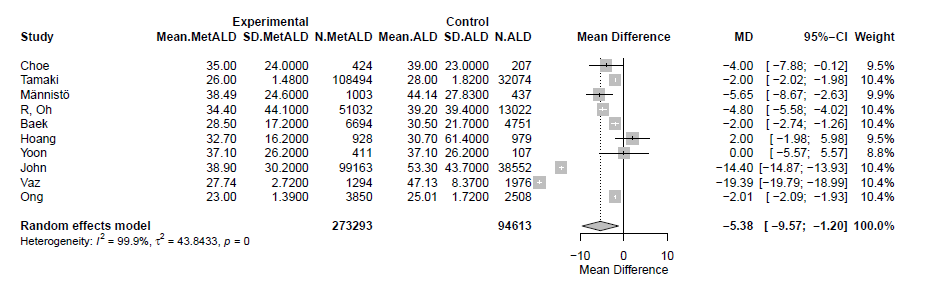 Experimental Control
Study Mean.MetALD SD.MetALD N.MetALD Mean.ALD SD.ALD N.ALD Mean Difference MD 95%−CI Weight
Choe 35.00 24.0000 424 39.00 23.0000 207 −4.00 [ −7.88; −0.12] 9.5%
Tamaki 26.00 1.4800 108494 28.00 1.8200 32074 −2.00 [ −2.02; −1.98] 10.4%
Männistö 38.49 24.6000 1003 44.14 27.8300 437 −5.65 [ −8.67; −2.63] 9.9%
R, Oh 34.40 44.1000 51032 39.20 39.4000 13022 −4.80 [ −5.58; −4.02] 10.4%
Baek 28.50 17.2000 6694 30.50 21.7000 4751 −2.00 [ −2.74; −1.26] 10.4%
Hoang 32.70 16.2000 928 30.70 61.4000 979 2.00 [ −1.98; 5.98] 9.5%
Yoon 37.10 26.2000 411 37.10 26.2000 107 0.00 [ −5.57; 5.57] 8.8%
John 38.90 30.2000 99163 53.30 43.7000 38552 −14.40 [−14.87; −13.93] 10.4%
Vaz 27.74 2.7200 1294 47.13 8.3700 1976 −19.39 [−19.79; −18.99] 10.4%
Ong 23.00 1.3900 3850 25.01 1.7200 2508 −2.01 [ −2.09; −1.93] 10.4%
Random effects model 273293 94613 −5.38 [ −9.57; −1.20] 100.0%
Heterogeneity: I² = 99.9%, τ² = 43.8433, p = 0
−10 0 10
Mean Difference